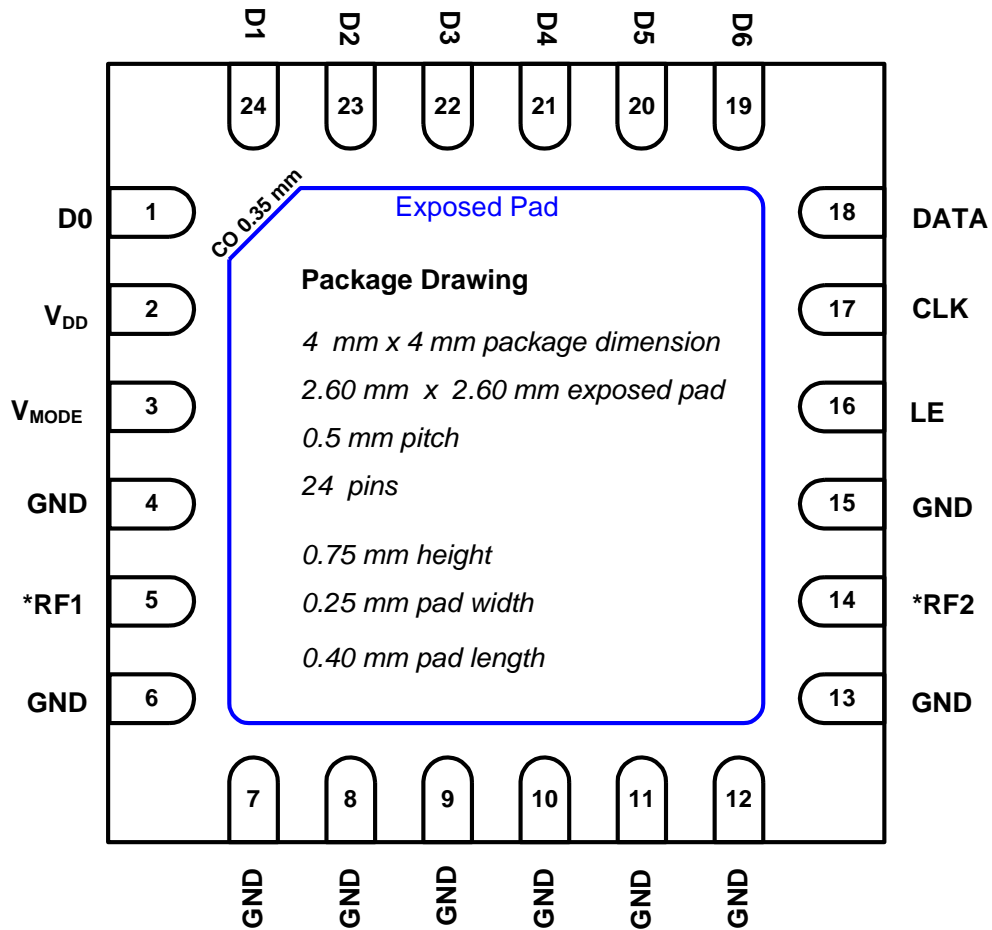 D1 D2 D3 D4 D5 D6
24 23 22 21 20 19
D0 1 18 DATA
VDD 2 17 CLK
VMODE 3 16 LE
GND 4 15 GND
*RF1 5 14 *RF2
GND 6 13 GND
CO 0.35 mm
Exposed Pad
Package Drawing
4 mm x 4 mm package dimension
2.60 mm x 2.60 mm exposed pad
0.5 mm pitch
24 pins
0.75 mm height
0.25 mm pad width
0.40 mm pad length
7 8 9 10 11 12
GND GND GND GND GND GND